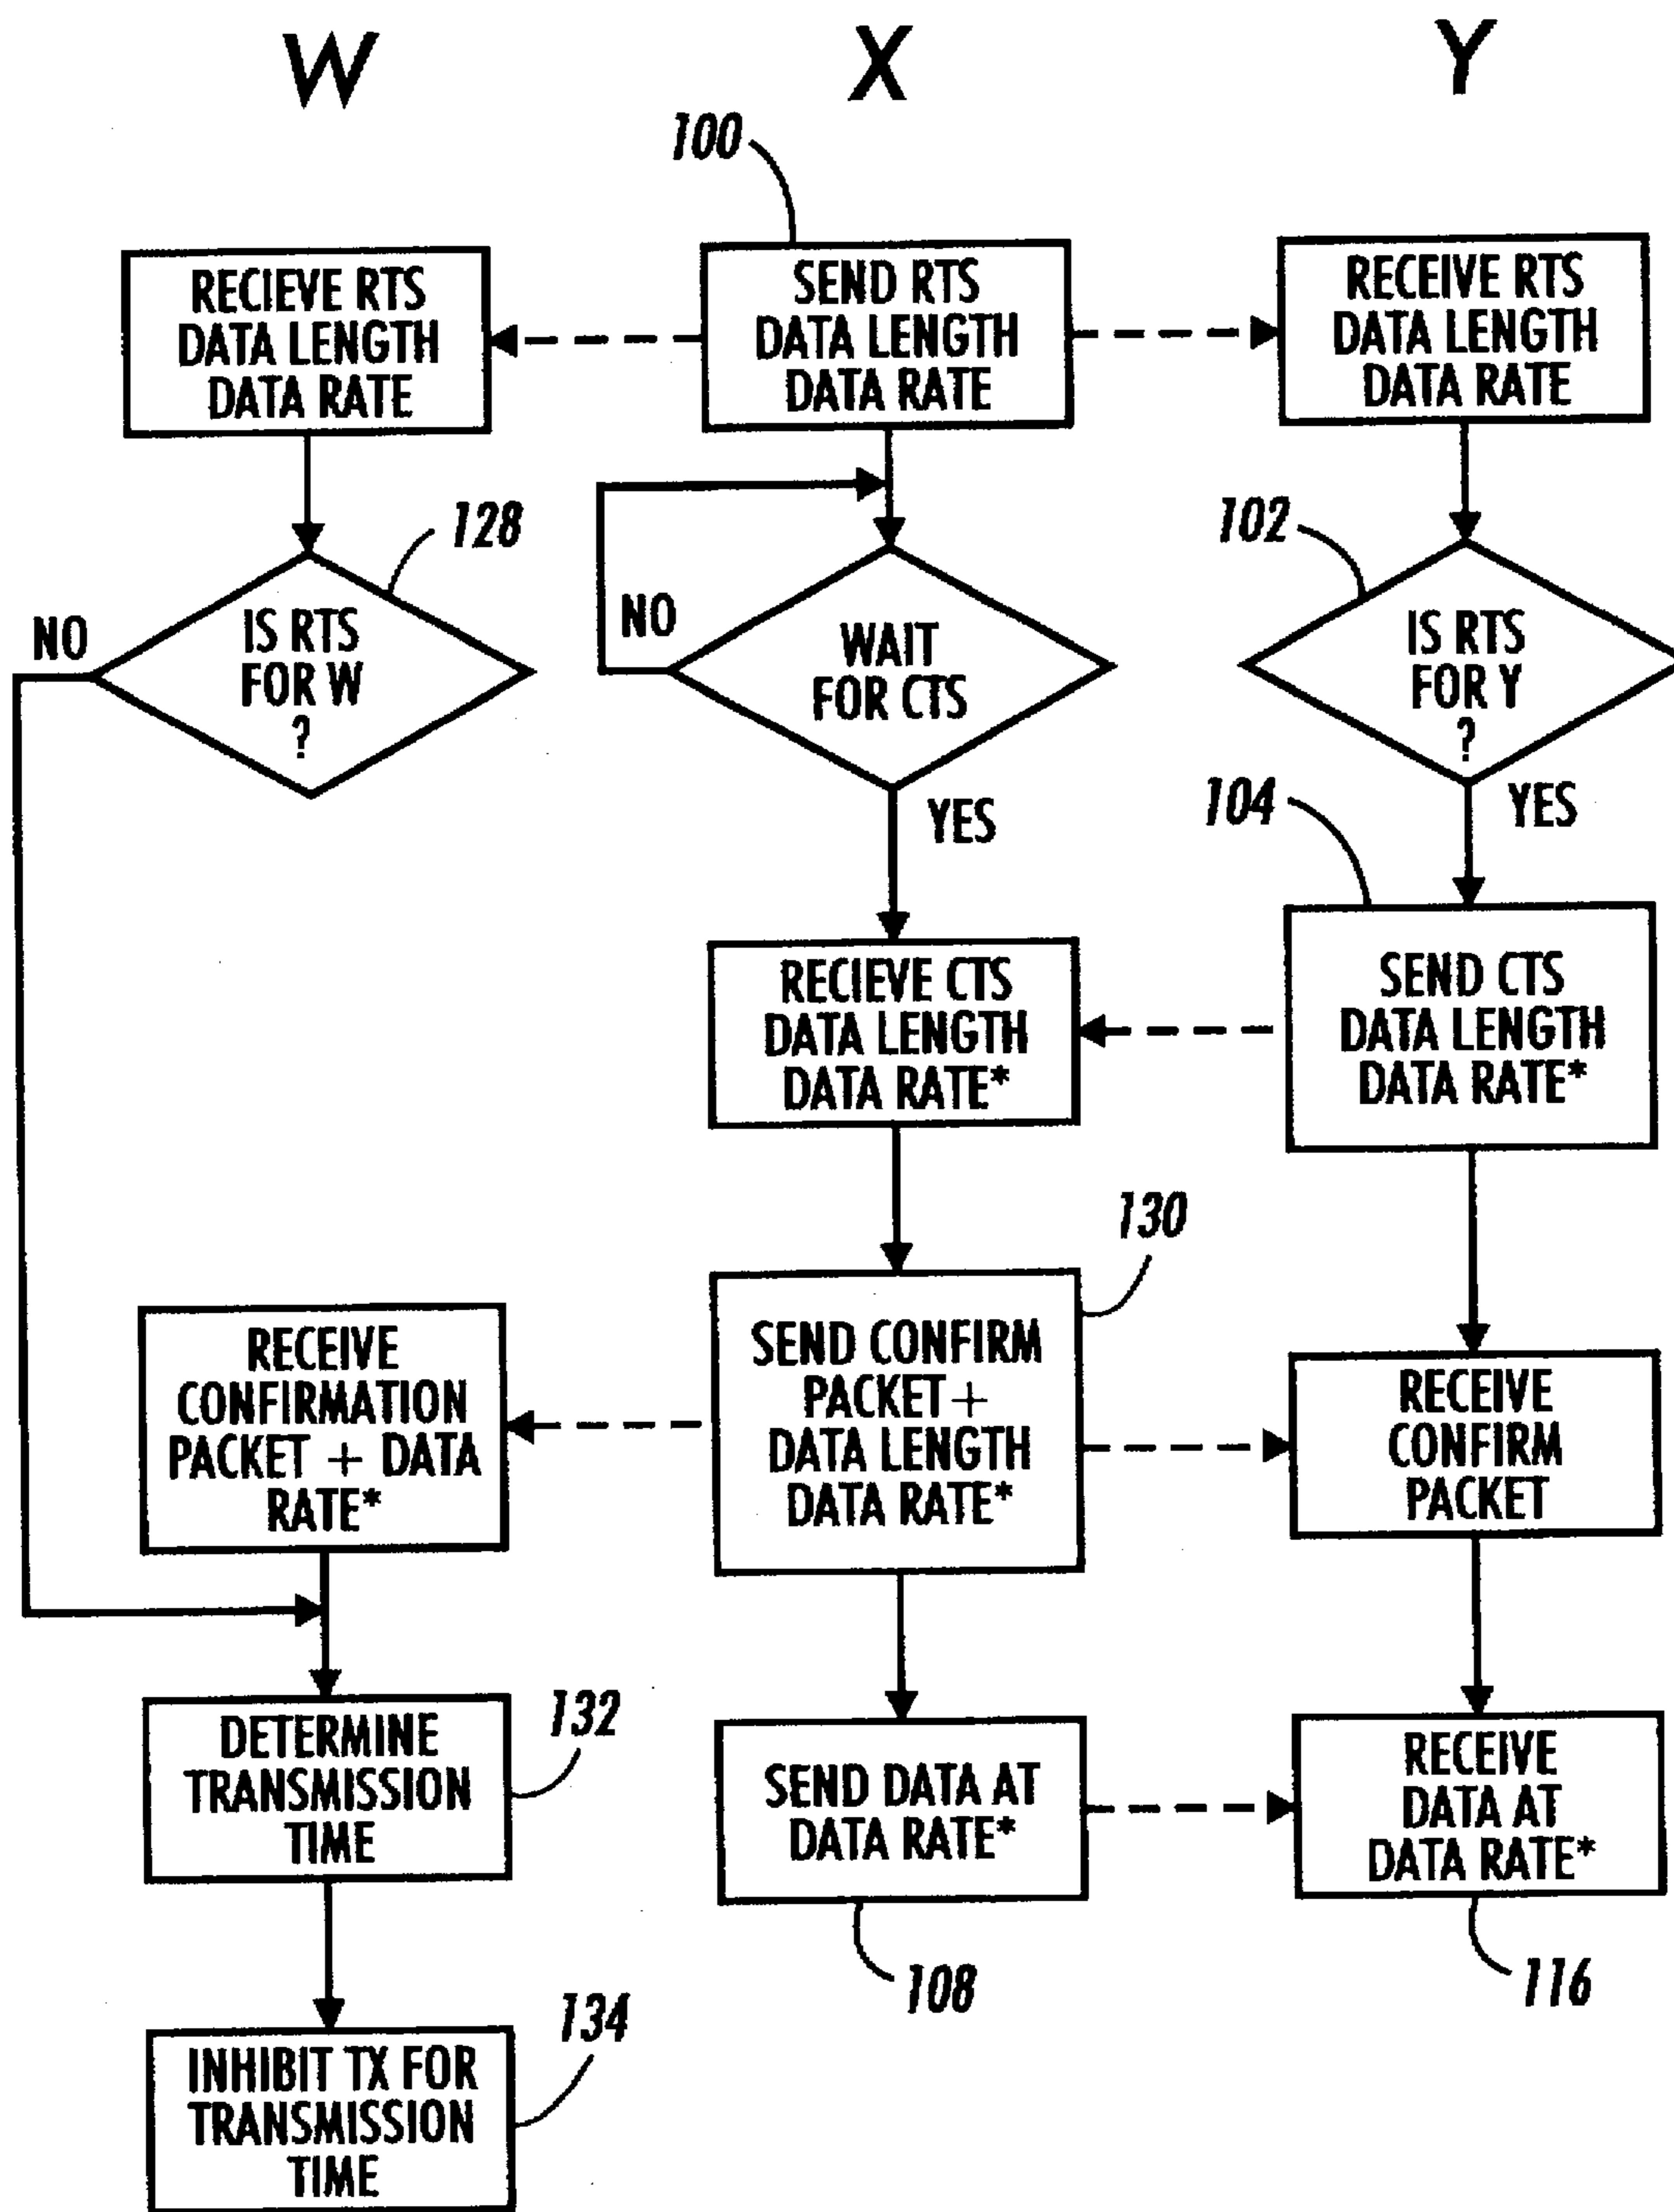 W
X
Y
100
RECIEVE RTS
DATA LENGTH
DATA RATE
SEND RTS
DATA LENGTH
DATA RATE
RECEIVE RTS
DATA LENGTH
DATA RATE
128
102
NO
IS RTS
FOR W
?
NO
WAIT
FOR CTS
IS RTS
FOR Y
?
YES
104
YES
RECIEVE CTS
DATA LENGTH
DATA RATE*
SEND CTS
DATA LENGTH
DATA RATE*
130
RECEIVE
CONFIRMATION
PACKET + DATA
RATE*
SEND CONFIRM
PACKET +
DATA LENGTH
DATA RATE*
RECEIVE
CONFIRM
PACKET
DETERMINE
TRANSMISSION
TIME
132
SEND DATA AT
DATA RATE*
RECEIVE
DATA AT
DATA RATE*
108
116
134
INHIBIT TX FOR
TRANSMISSION
TIME